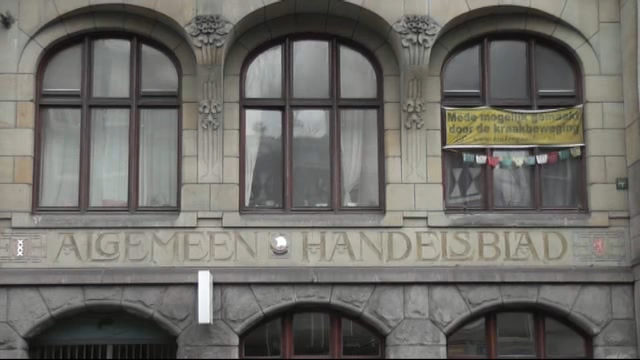 Mede mogelijk gemaakt
door de kraakbeweging
ALGEMEEN HANDELSBLAD